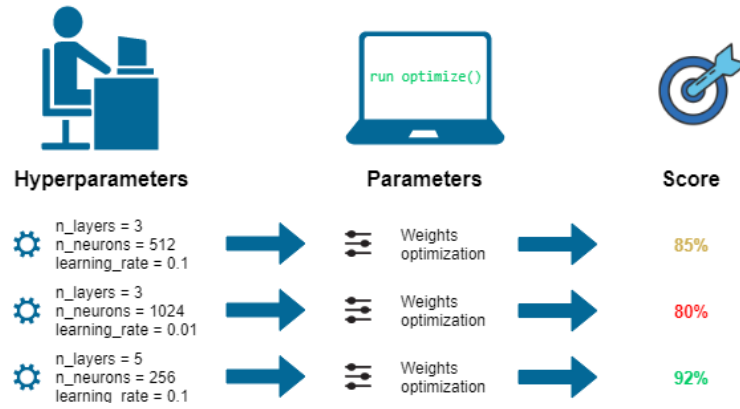 run optimize()
Hyperparameters
Parameters
Score
n_layers = 3
n_neurons = 512
learning_rate = 0.1
Weights
optimization
85%
n_layers = 3
n_neurons = 1024
learning_rate = 0.01
Weights
optimization
80%
n_layers = 5
n_neurons = 256
learning_rate = 0.1
Weights
optimization
92%